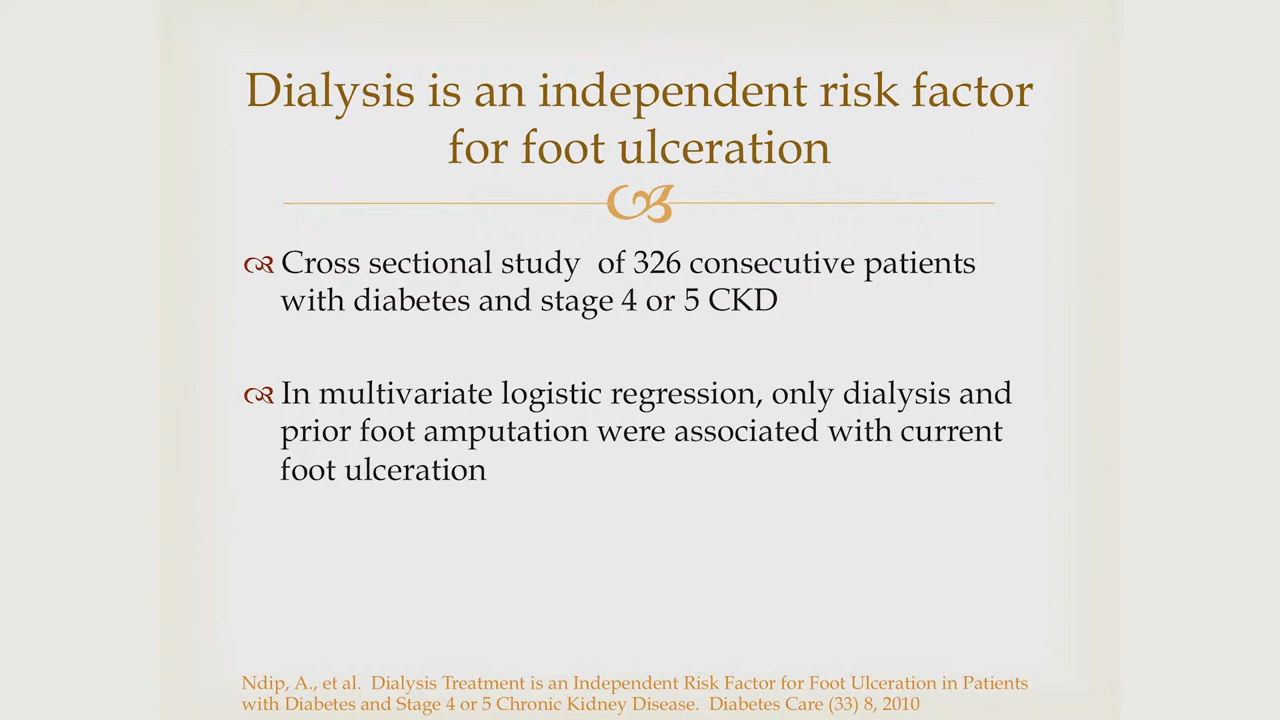 Dialysis is an independent risk factor
for foot ulceration
Cross sectional study  of 326 consecutive patients
with diabetes and stage 4 or 5 CKD
In multivariate logistic regression, only dialysis and
prior foot amputation were associated with current
foot ulceration
Ndip, A., et al.  Dialysis Treatment is an Independent Risk Factor for Foot Ulceration in Patients
with Diabetes and Stage 4 or 5 Chronic Kidney Disease.  Diabetes Care (33) 8, 2010